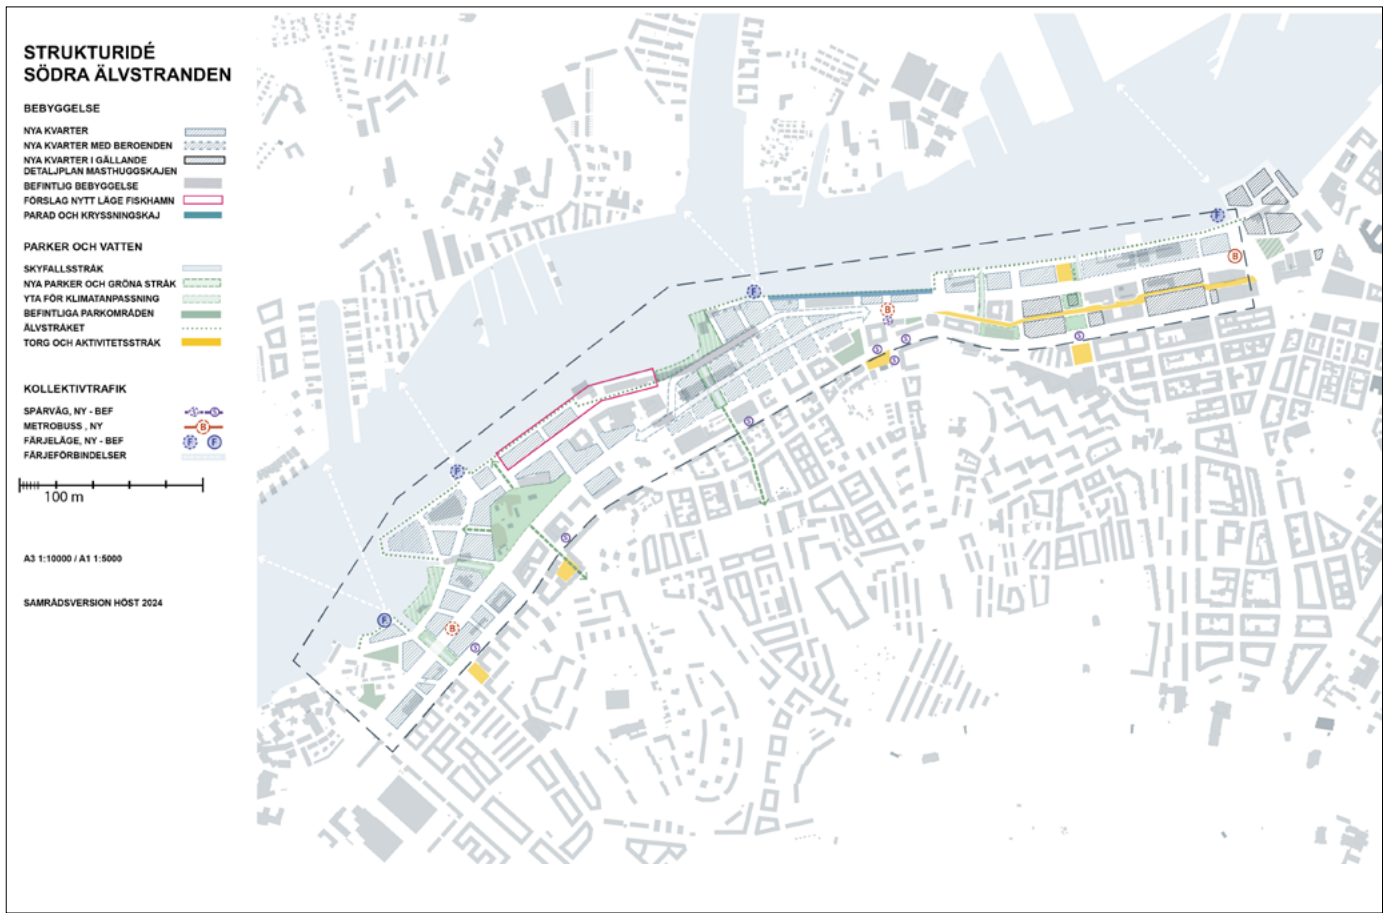 STRUKTURIDÉ
SÖDRA ÄLVSTRANDEN
BEBYGGELSE
NYA KVARTER
NYA KVARTER MED BEROENDEN
NYA KVARTER I GÄLLANDE
DETALJPLAN MASTHUGGSKAJEN
BEFINTLIG BEBYGGELSE
FÖRSLAG NYTT LÄGE FISKHAMN
PARAD OCH KRYSSNINGSKAJ
PARKER OCH VATTEN
SKYFALLSSTRÅK
NYA PARKER OCH GRÖNA STRÅK
YTA FÖR KLIMATANPASSNING
BEFINTLIGA PARKOMRÅDEN
ÄLVSTRÅKET
TORG OCH AKTIVITETSSTRÅK
KOLLEKTIVTRAFIK
SPÅRVÄG, NY - BEF S S
METROBUSS , NY B
FÄRJELÄGE, NY - BEF F F
FÄRJEFÖRBINDELSER
100 m
A3 1:10000 / A1 1:5000
SAMRÅDSVERSION HÖST 2024
F
B
F
B
S
S
S
S
S
S
F
S
F
B
S